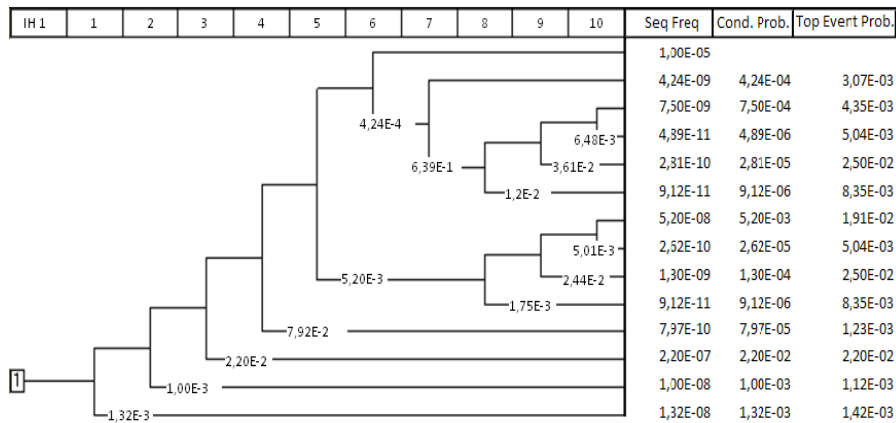 IH 1 1 2 3 4 5 6 7 8 9 10 Seq Freq Cond. Prob. Top Event Prob.
1,00E-05
4,24E-09 4,24E-04 3,07E-03
7,50E-09 7,50E-04 4,35E-03
4,24E-4
4,89E-11 4,89E-06 5,04E-03
6,48E-3
6,39E-1 3,61E-2 2,81E-10 2,81E-05 2,50E-02
1,2E-2 9,12E-11 9,12E-06 8,35E-03
5,20E-08 5,20E-03 1,91E-02
5,01E-3 2,62E-10 2,62E-05 5,04E-03
5,20E-3 2,44E-2 1,30E-09 1,30E-04 2,50E-02
1,75E-3 9,12E-11 9,12E-06 8,35E-03
7,92E-2 7,97E-10 7,97E-05 1,23E-03
2,20E-2 2,20E-07 2,20E-02 2,20E-02
1
1,00E-3 1,00E-08 1,00E-03 1,12E-03
1,32E-3 1,32E-08 1,32E-03 1,42E-03